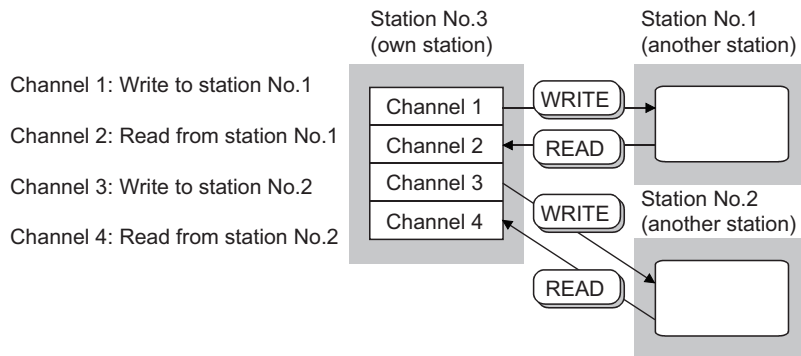 Station No.3
(own station)
Station No.1
(another station)
Channel 1: Write to station No.1
Channel 2: Read from station No.1
Channel 3: Write to station No.2
Channel 4: Read from station No.2
Channel 1
Channel 2
Channel 3
Channel 4
WRITE
READ
WRITE
READ
Station No.2
(another station)